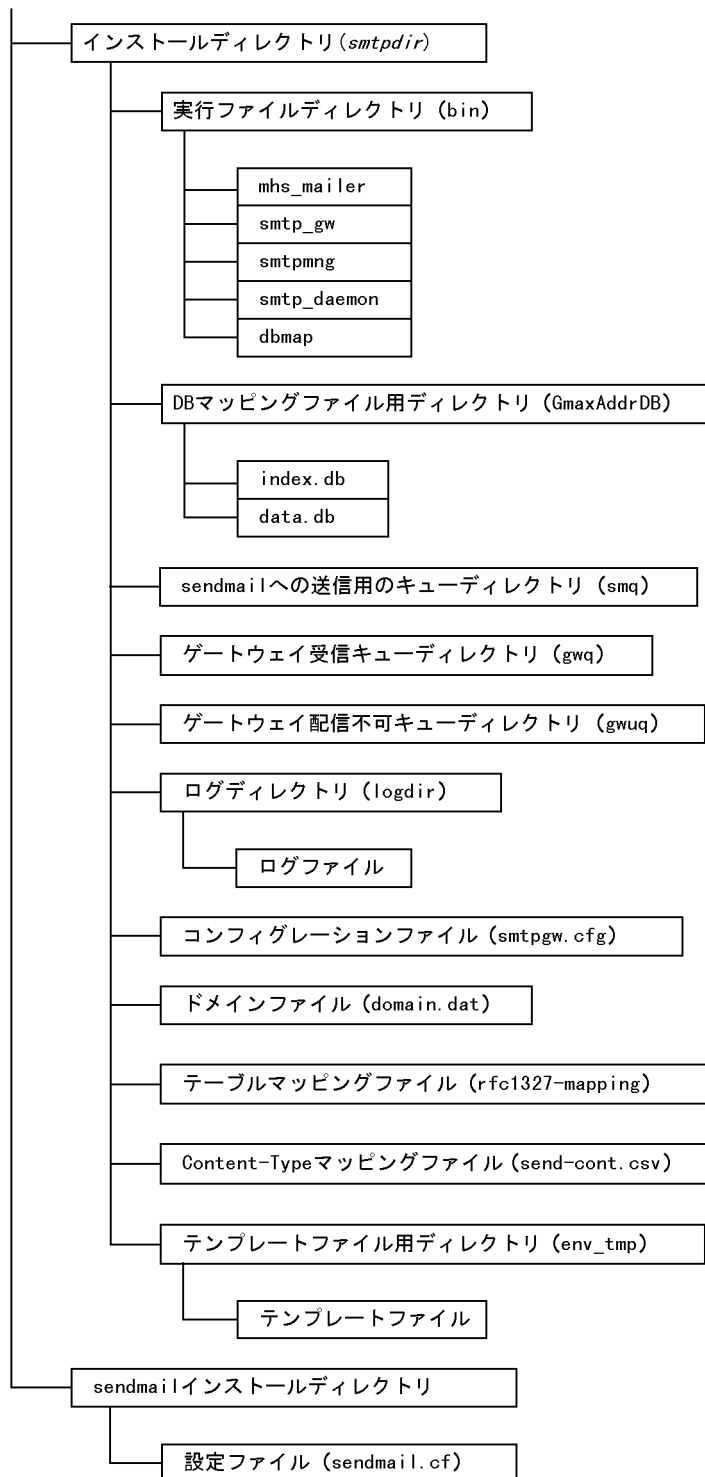 インストールディレクトリ(smtpdir)
実行ファイルディレクトリ(bin)
mhs_mailer
smtp_gw
smtpmng
smtp_daemon
dbmap
DBマッピングファイル用ディレクトリ(GmaxAddrDB)
index.db
data.db
sendmailへの送信用のキューディレクトリ(smq)
ゲートウェイ受信キューディレクトリ(gwq)
ゲートウェイ配信不可キューディレクトリ(gwuq)
ログディレクトリ(logdir)
ログファイル
コンフィグレーションファイル(smtpgw.cfg)
ドメインファイル(domain.dat)
テーブルマッピングファイル(rfc1327-mapping)
Content-Typeマッピングファイル(send-cont.csv)
テンプレートファイル用ディレクトリ(env_tmp)
テンプレートファイル
sendmailインストールディレクトリ
設定ファイル(sendmail.cf)